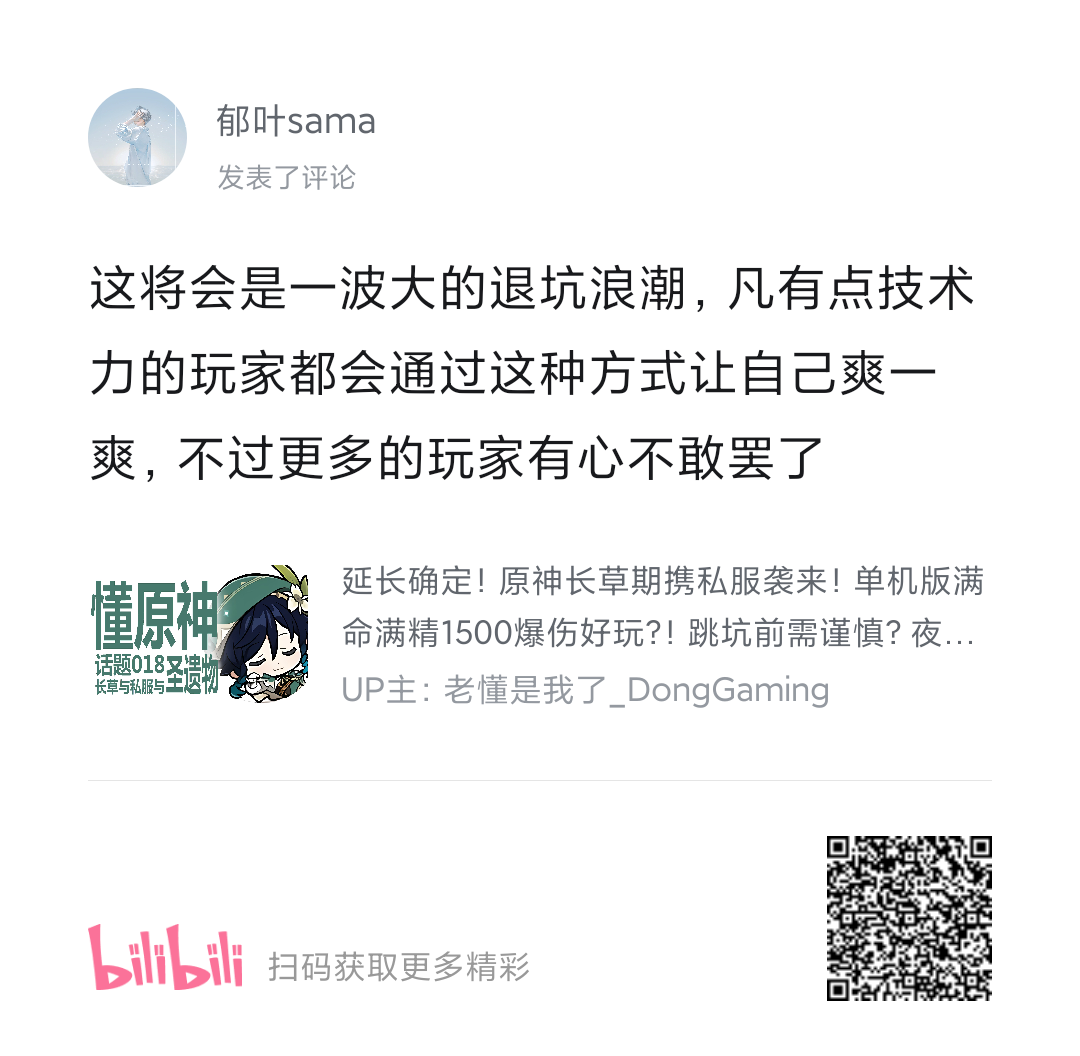 郁叶sama
发表了评论
这将会是一波大的退坑浪潮，凡有点技术
力的玩家都会通过这种方式让自己爽一
爽，不过更多的玩家有心不敢罢了
延长确定！原神长草期携私服袭来！单机版满
命满精1500爆伤好玩?！跳坑前需谨慎？夜...
UP主：老懂是我了_DongGaming
懂原神
话题018
长草与私服与圣遗物
bilibili
扫码获取更多精彩